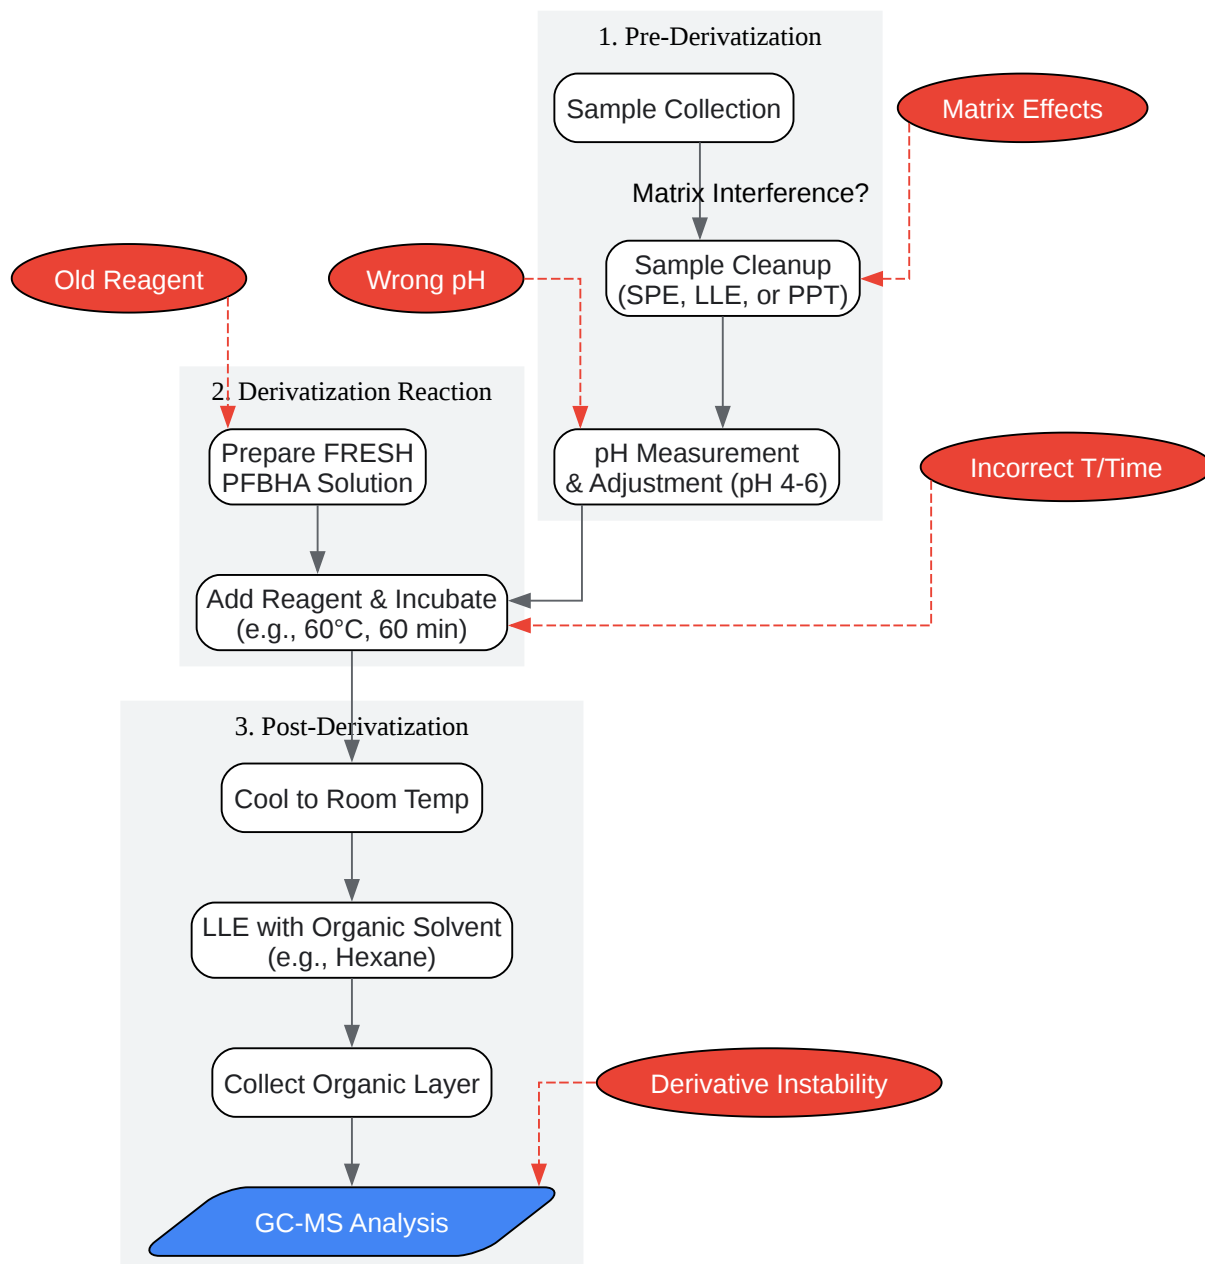 1. Pre-Derivatization
Sample Collection
Matrix Effects
Matrix Interference?
Old Reagent
Wrong pH
Sample Cleanup
(SPE, LLE, or PPT)
2. Derivatization Reaction
Prepare FRESH
PFBHA Solution
pH Measurement
& Adjustment (pH 4-6)
Incorrect T/Time
Add Reagent & Incubate
(e.g., 60°C, 60 min)
3. Post-Derivatization
Cool to Room Temp
LLE with Organic Solvent
(e.g., Hexane)
Collect Organic Layer
Derivative Instability
GC-MS Analysis